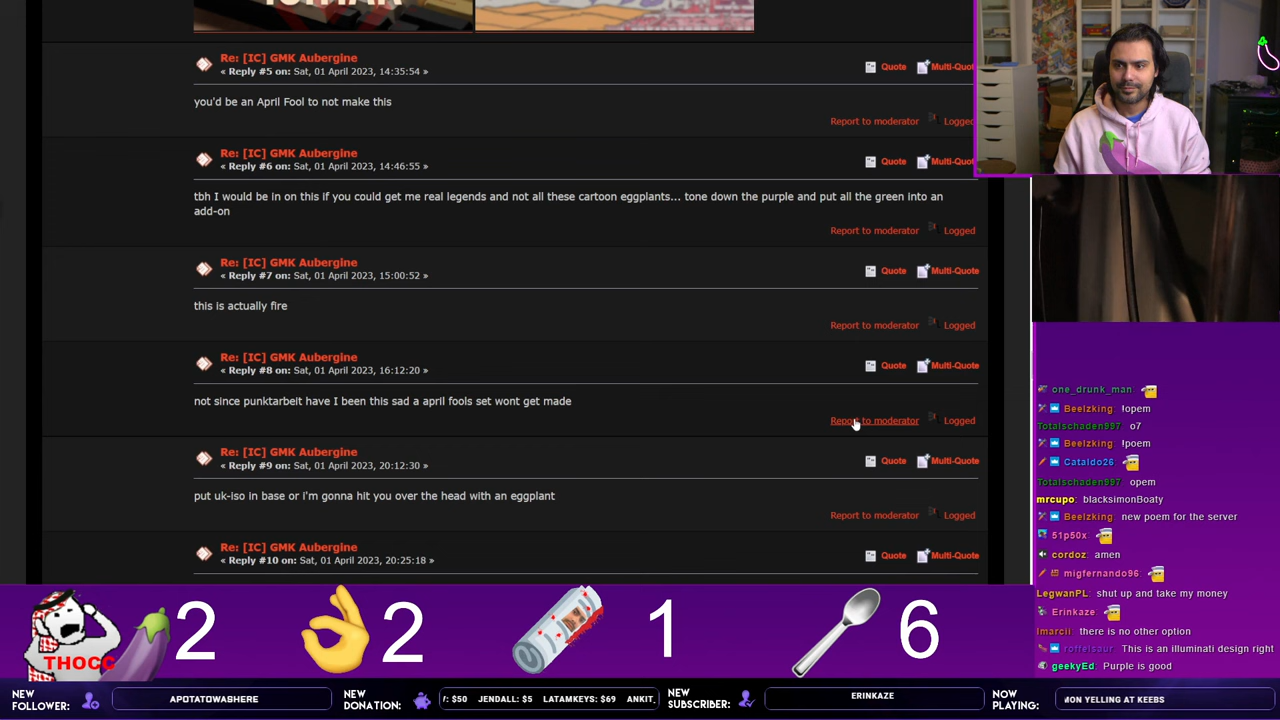 Re: [IC] GMK Aubergine
« Reply #5 on: Sat, 01 April 2023, 14:35:54 »
Quote Multi-Quot
you'd be an April Fool to not make this
Report to moderator Logged
Re: [IC] GMK Aubergine
« Reply #6 on: Sat, 01 April 2023, 14:46:55 »
Quote Multi-Quot
tbh I would be in on this if you could get me real legends and not all these cartoon eggplants... tone down the purple and put all the green into an
add-on
Report to moderator Logged
Re: [IC] GMK Aubergine
« Reply #7 on: Sat, 01 April 2023, 15:00:52 »
Quote Multi-Quote
this is actually fire
Report to moderator Logged
Re: [IC] GMK Aubergine
« Reply #8 on: Sat, 01 April 2023, 16:12:20 »
Quote Multi-Quote
not since punktarbeit have I been this sad a april fools set wont get made
Report to moderator Logged
Re: [IC] GMK Aubergine
« Reply #9 on: Sat, 01 April 2023, 20:12:30 »
Quote Multi-Quote
put uk-iso in base or i'm gonna hit you over the head with an eggplant
Report to moderator Logged
Re: [IC] GMK Aubergine
« Reply #10 on: Sat, 01 April 2023, 20:25:18 »
Quote Multi-Quote
one_drunk_man
Beelzking: !opem
Totalschaden997: o7
Beelzking: !poem
Cataldo26:
Totalschaden997: opem
mrcupo: blacksimonBoaty
Beelzking: new poem for the server
51p50x:
cordoz: amen
migfernando96:
LegwanPL: shut up and take my money
Erinkaze:
Imarcii: there is no other option
roffelsaur: This is an illuminati design right
geekyEd: Purple is good
THOCC 2 2 1 6
NEW FOLLOWER: APOTATOWASHERE
NEW DONATION: /: $50 JENDALL: $5 LATAMKEYS: $69 ANKIT
NEW SUBSCRIBER: ERINKAZE
NOW PLAYING: MON YELLING AT KEEBS